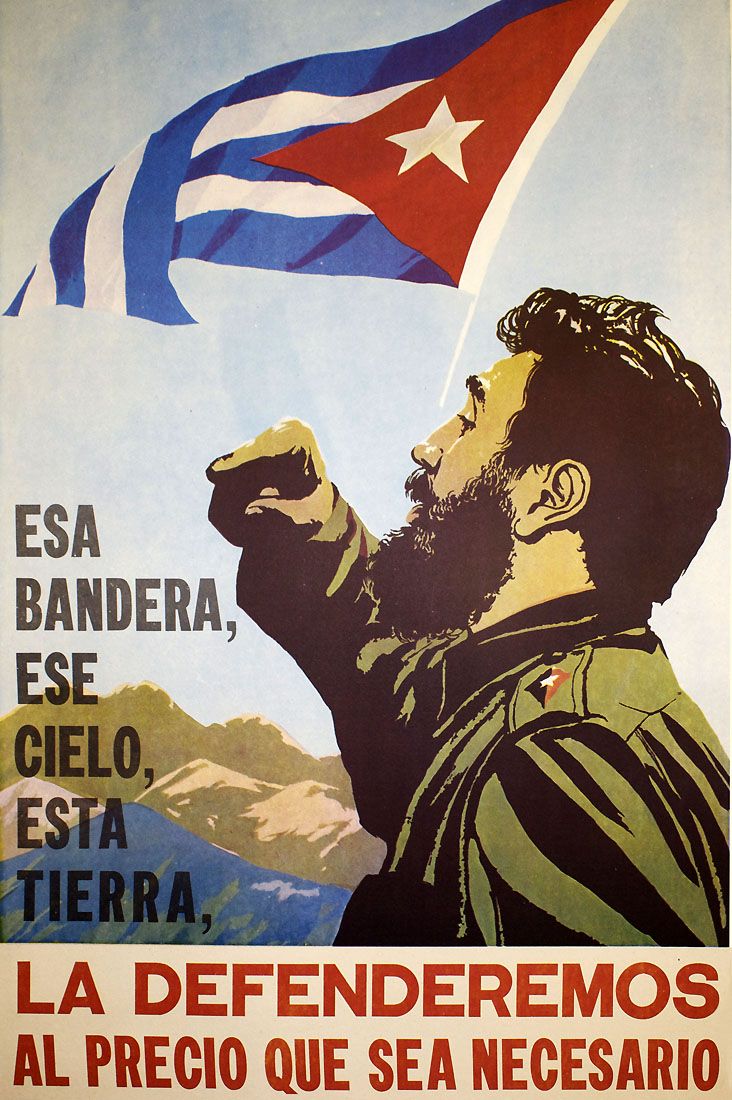 ESA
BANDERA,
ESE
CIELO,
ESTA
TIERRA,
LA DEFENDEREMOS
AL PRECIO QUE SEA NECESARIO